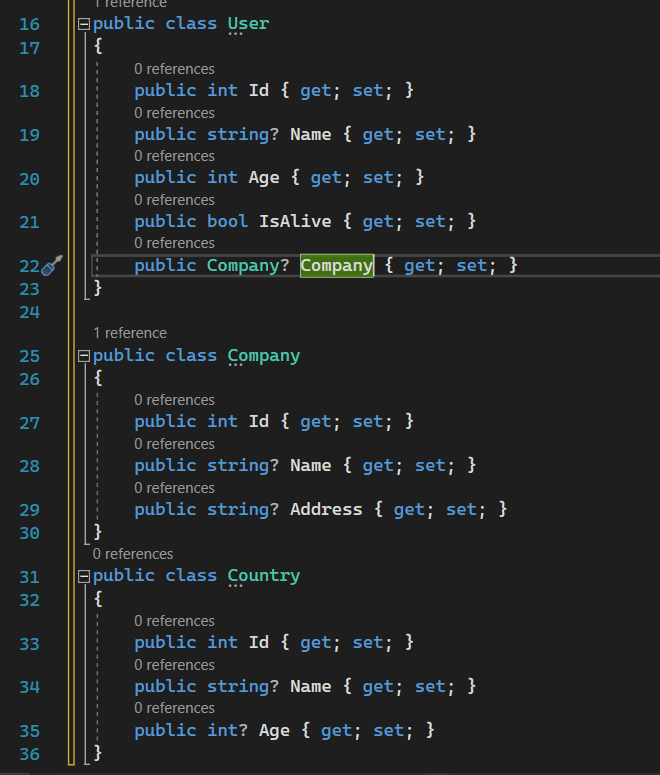 1 reference
16 public class User
17 {
0 references
18 public int Id { get; set; }
0 references
19 public string? Name { get; set; }
0 references
20 public int Age { get; set; }
0 references
21 public bool IsAlive { get; set; }
0 references
22 public Company? Company { get; set; }
23 }
24
1 reference
25 public class Company
26 {
0 references
27 public int Id { get; set; }
0 references
28 public string? Name { get; set; }
0 references
29 public string? Address { get; set; }
30 }
0 references
31 public class Country
32 {
0 references
33 public int Id { get; set; }
0 references
34 public string? Name { get; set; }
0 references
35 public int? Age { get; set; }
36 }